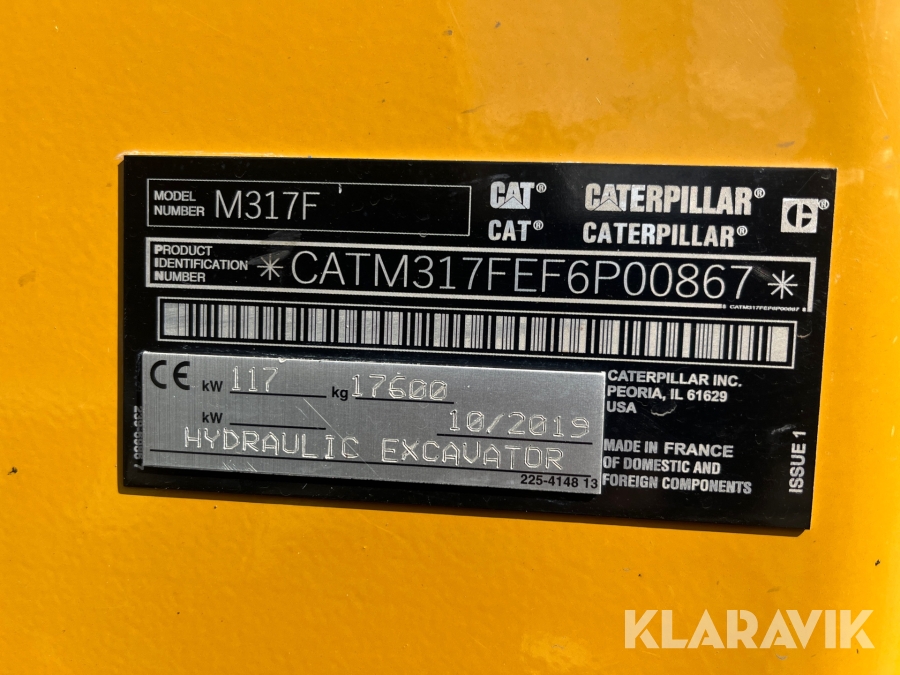 MODEL NUMBER M317F
CAT® CATERPILLAR®
CAT® CATERPILLAR®
PRODUCT IDENTIFICATION NUMBER *CATM317FEF6P00867*
CE kW 117 kg 17600
kW 10/2019
HYDRAULIC EXCAVATOR
225-4148 13
CATERPILLAR INC.
PEORIA, IL 61629
USA
MADE IN FRANCE
OF DOMESTIC AND
FOREIGN COMPONENTS
ISSUE 1
KLARAVIK